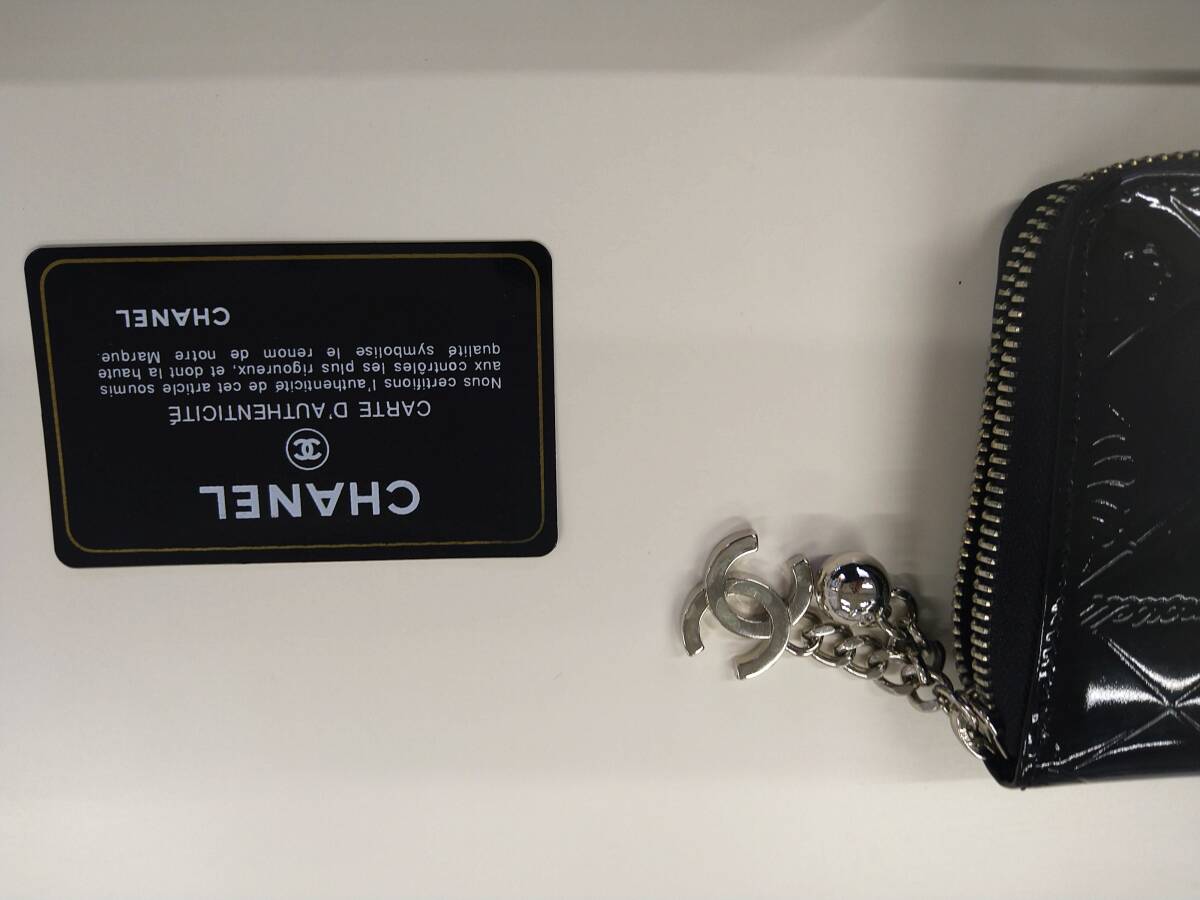 CHANEL
CARTE D'AUTHENTICITÉ
Nous certifions l'authenticité de cet article soumis
aux contrôles les plus rigoureux, et dont la haute
qualité symbolise le renom de notre Marque.
CHANEL